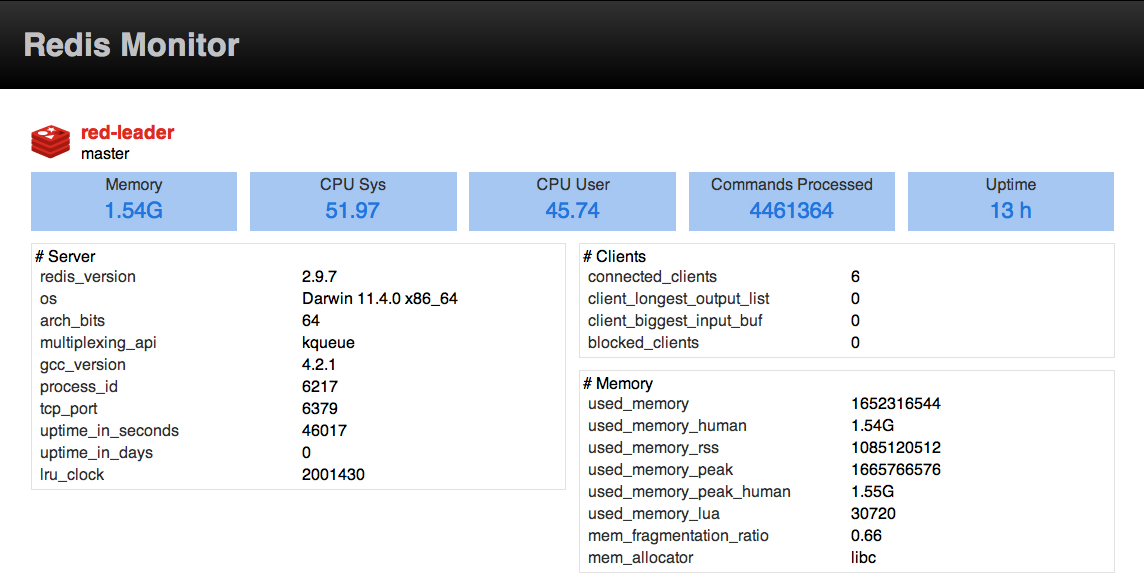 Redis Monitor
red-leader
master
Memory CPU Sys CPU User Commands Processed Uptime
1.54G 51.97 45.74 4461364 13 h
# Server
redis_version 2.9.7
os Darwin 11.4.0 x86_64
arch_bits 64
multiplexing_api kqueue
gcc_version 4.2.1
process_id 6217
tcp_port 6379
uptime_in_seconds 46017
uptime_in_days 0
lru_clock 2001430
# Clients
connected_clients 6
client_longest_output_list 0
client_biggest_input_buf 0
blocked_clients 0
# Memory
used_memory 1652316544
used_memory_human 1.54G
used_memory_rss 1085120512
used_memory_peak 1665766576
used_memory_peak_human 1.55G
used_memory_lua 30720
mem_fragmentation_ratio 0.66
mem_allocator libc